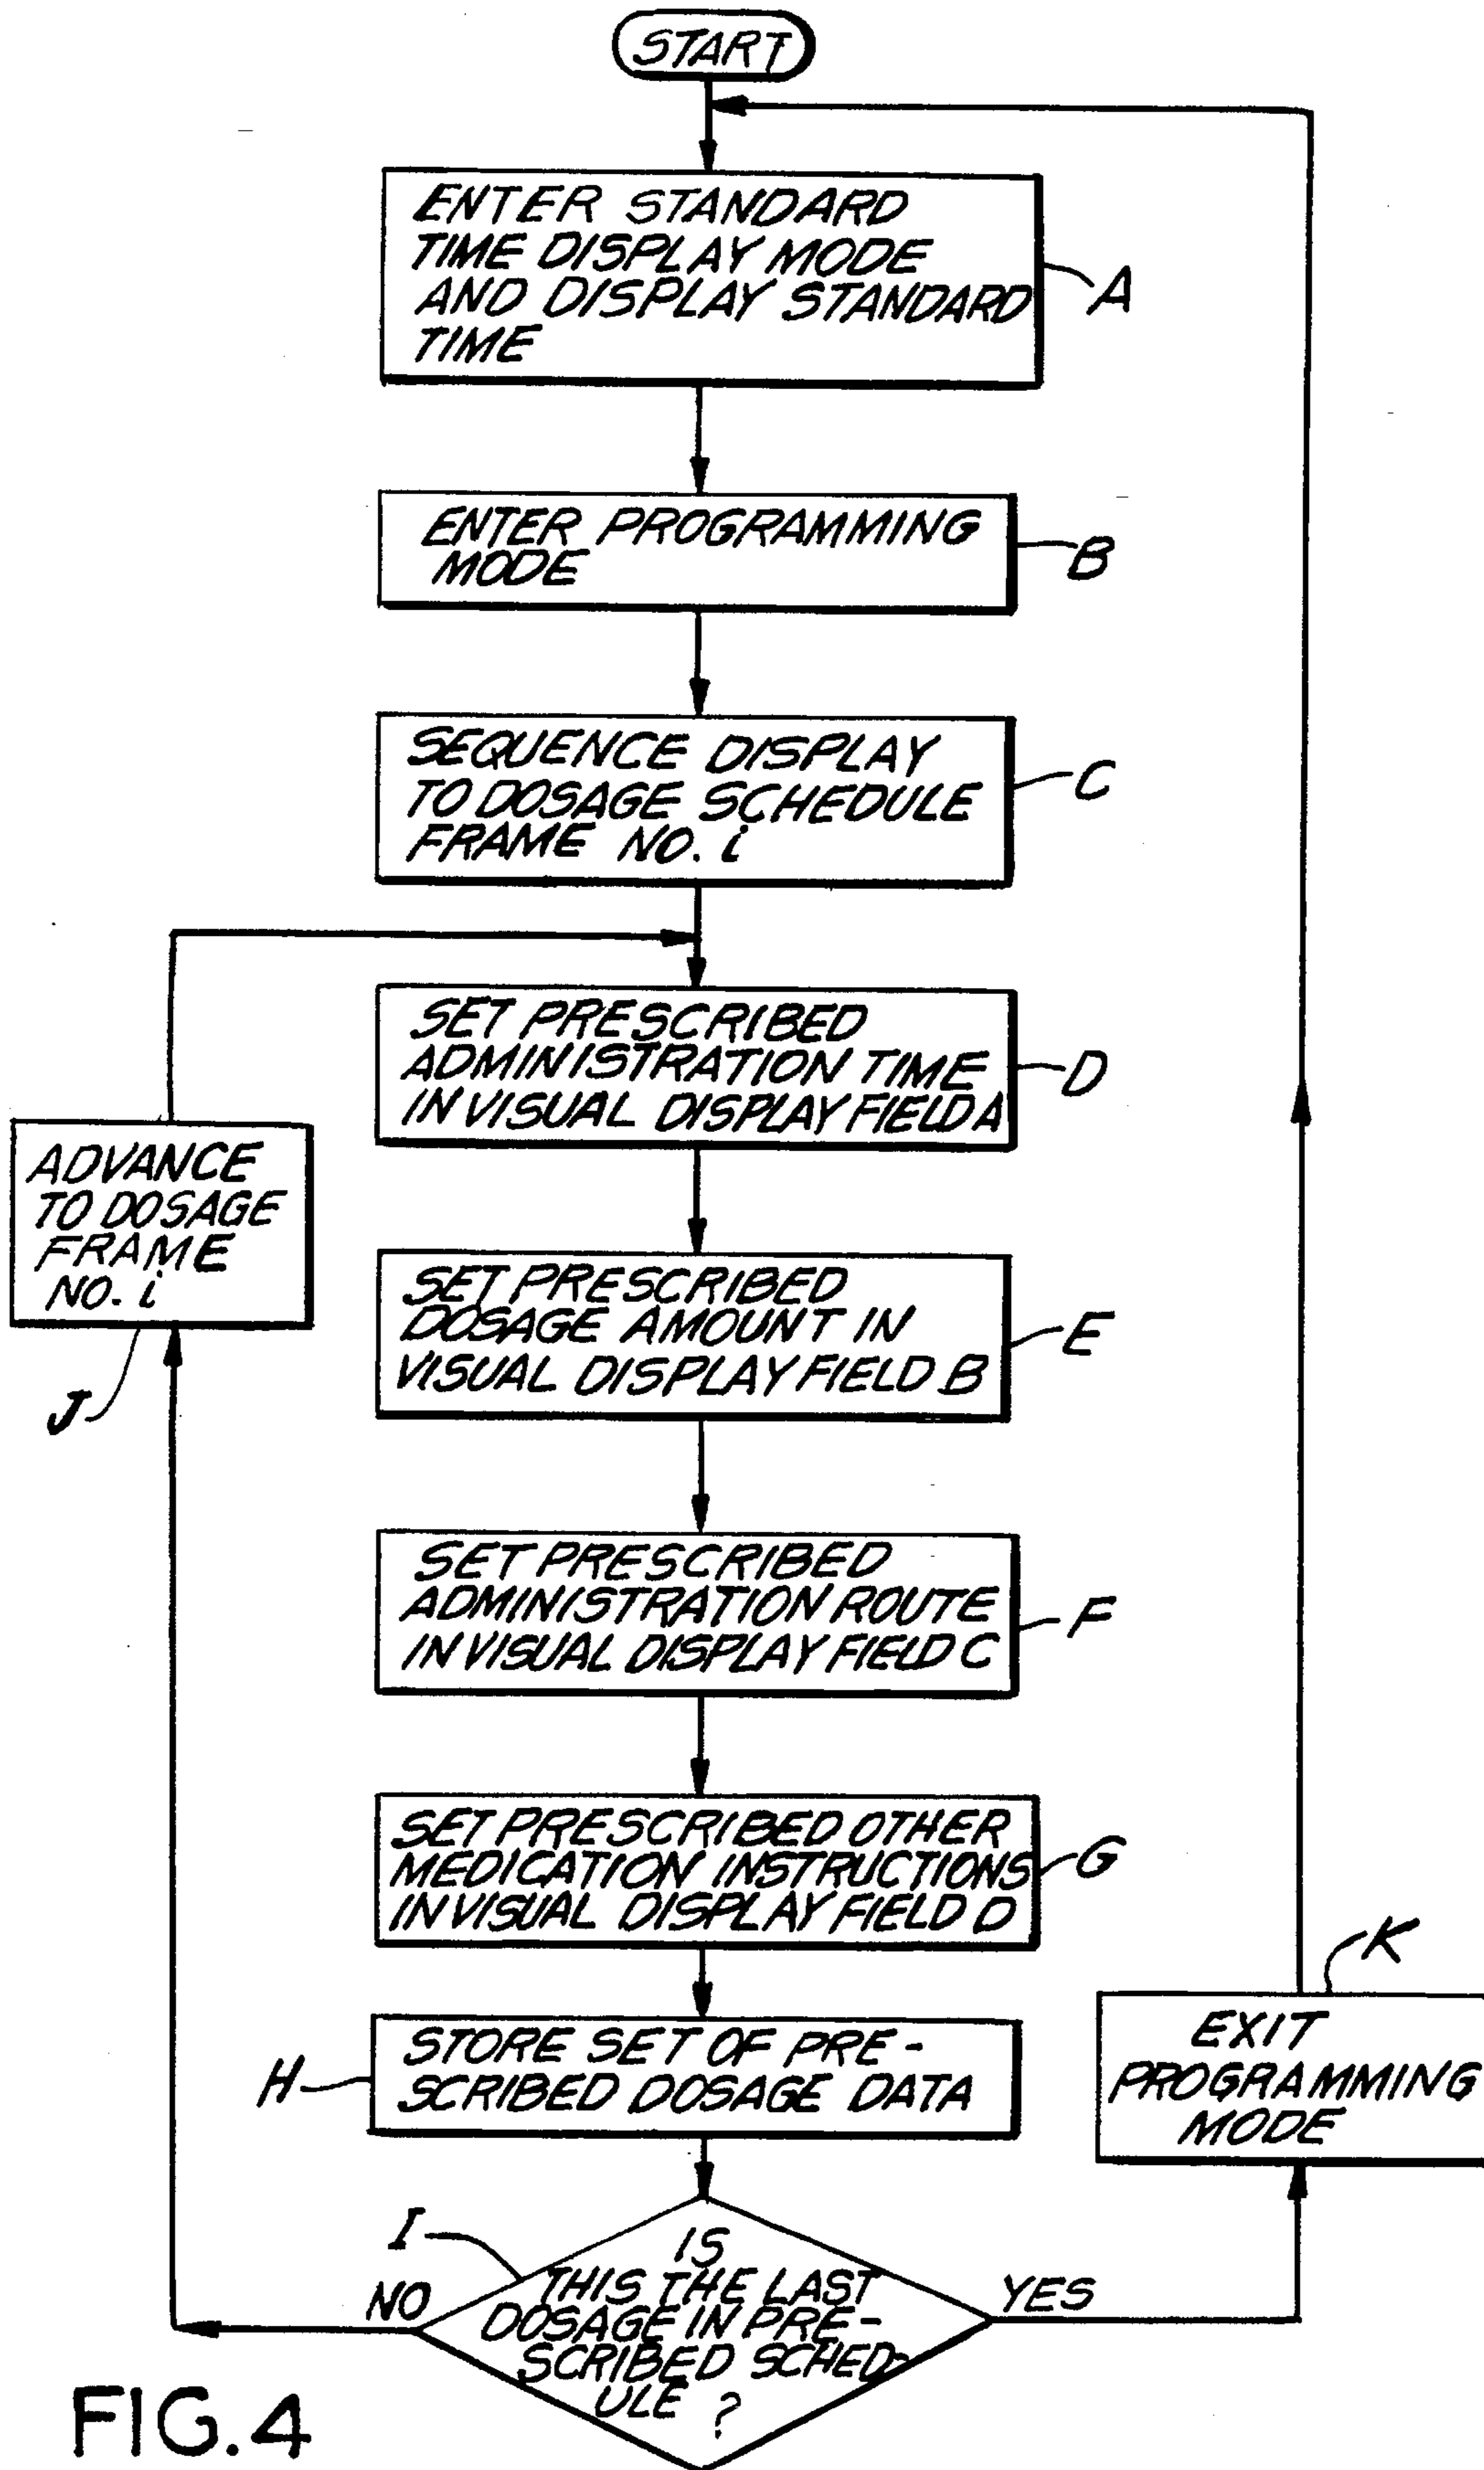 START
ENTER STANDARD
TIME DISPLAY MODE
AND DISPLAY STANDARD
TIME
A
ENTER PROGRAMMING
MODE
B
SEQUENCE DISPLAY
TO DOSAGE SCHEDULE
FRAME NO. i
C
SET PRESCRIBED
ADMINISTRATION TIME
IN VISUAL DISPLAY FIELD A
D
ADVANCE
TO DOSAGE
FRAME
NO. i
J
SET PRESCRIBED
DOSAGE AMOUNT IN
VISUAL DISPLAY FIELD B
E
SET PRESCRIBED
ADMINISTRATION ROUTE
IN VISUAL DISPLAY FIELD C
F
SET PRESCRIBED OTHER
MEDICATION INSTRUCTIONS
IN VISUAL DISPLAY FIELD D
G
STORE SET OF PRE-
SCRIBED DOSAGE DATA
H
K
EXIT
PROGRAMMING
MODE
I
IS
THIS THE LAST
DOSAGE IN PRE-
SCRIBED SCHED-
ULE ?
NO
YES
FIG.4